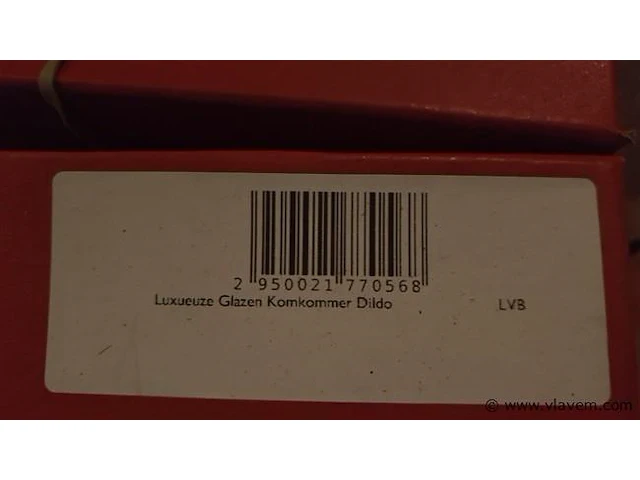 2 950021 770568
Luxueuze Glazen Komkommer Dildo
LVB
© www.vlavem.com